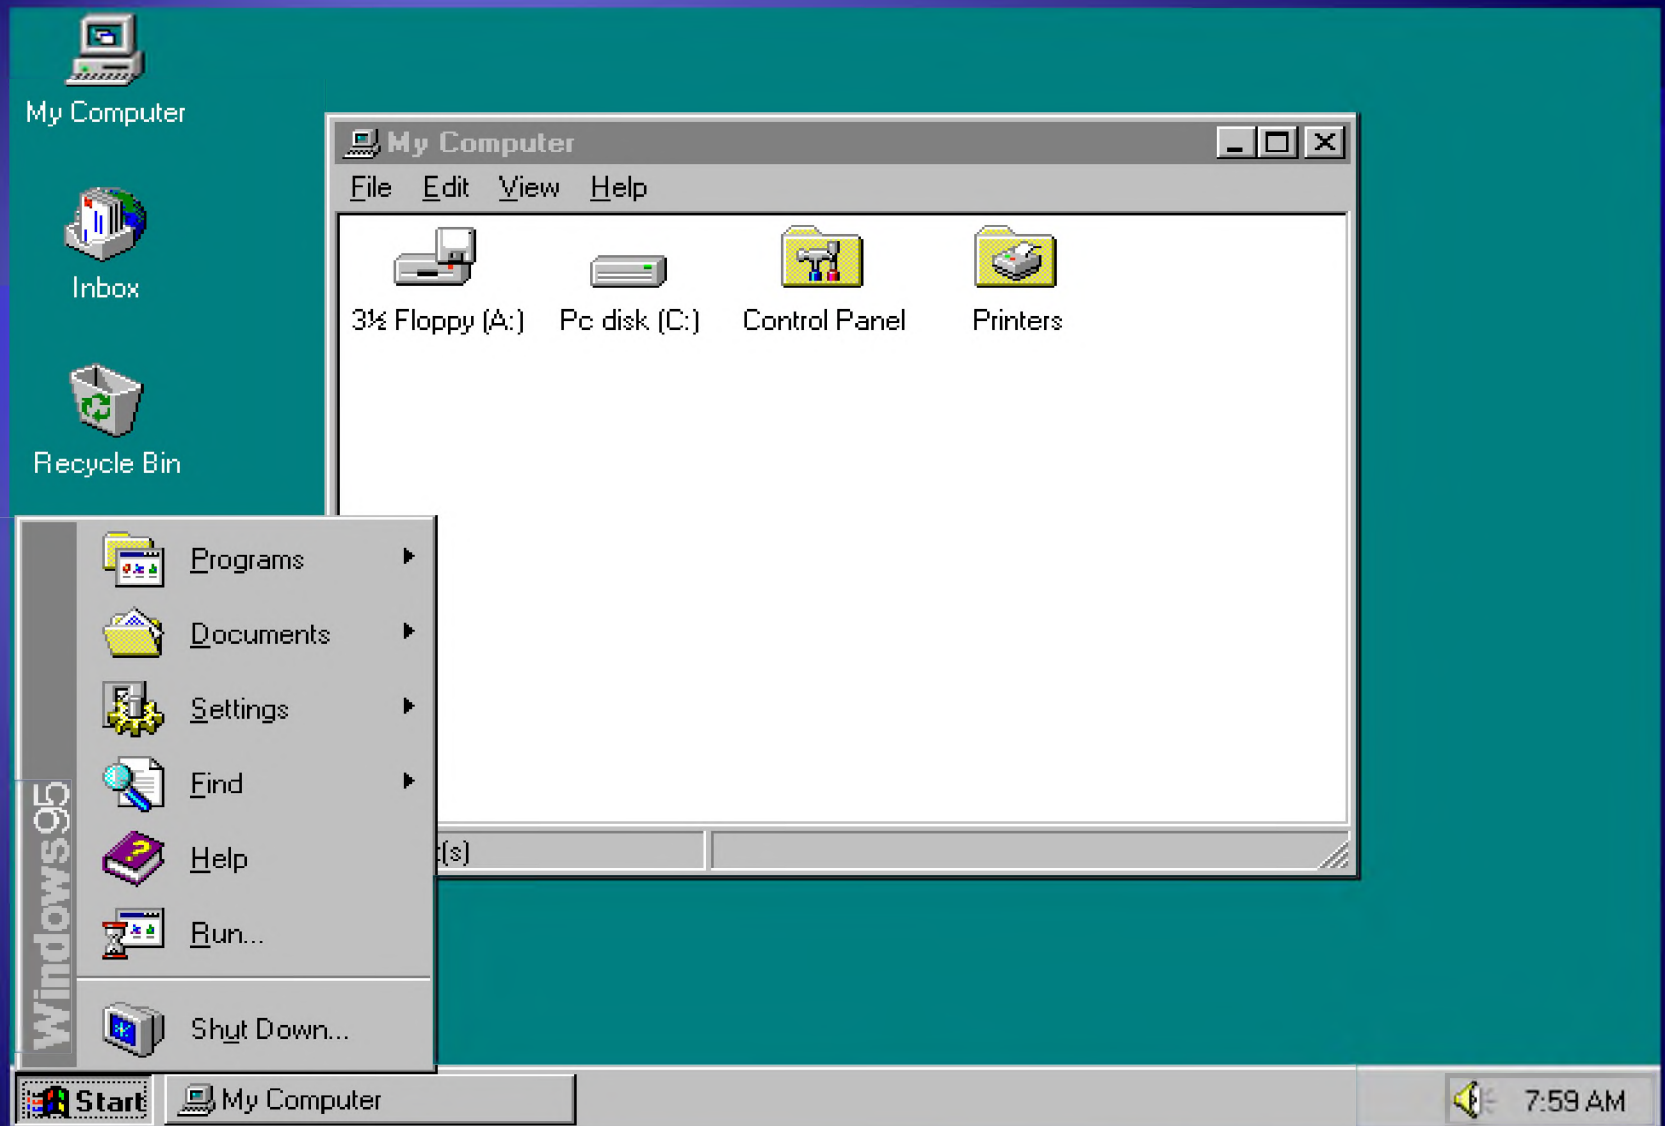 My Computer
Inbox
Recycle Bin
My Computer
File Edit View Help
3½ Floppy (A:) Pc disk (C:) Control Panel Printers
(s)
Programs
Documents
Settings
Find
Help
Run...
Shut Down...
Windows95
Start
My Computer
7:59 AM